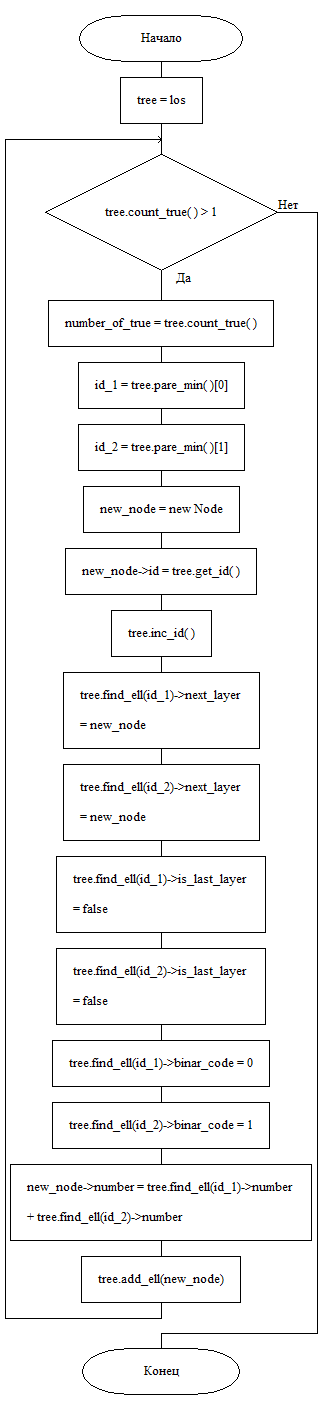 Начало
tree = los
tree.count_true( ) > 1
Нет
Да
number_of_true = tree.count_true( )
id_1 = tree.pare_min( )[0]
id_2 = tree.pare_min( )[1]
new_node = new Node
new_node->id = tree.get_id( )
tree.inc_id( )
tree.find_ell(id_1)->next_layer
= new_node
tree.find_ell(id_2)->next_layer
= new_node
tree.find_ell(id_1)->is_last_layer
= false
tree.find_ell(id_2)->is_last_layer
= false
tree.find_ell(id_1)->binar_code = 0
tree.find_ell(id_2)->binar_code = 1
new_node->number = tree.find_ell(id_1)->number
+ tree.find_ell(id_2)->number
tree.add_ell(new_node)
Конец